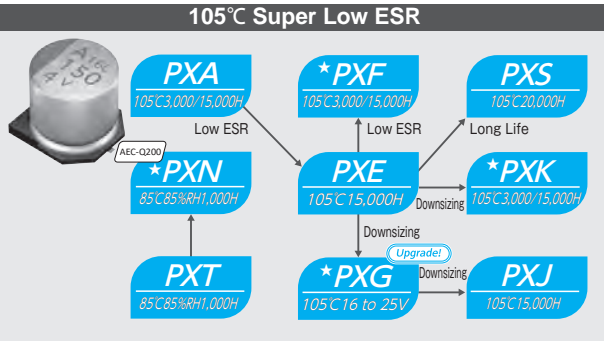 105℃ Super Low ESR
A16L
150
4V
AEC-Q200
PXA
105℃3,000/15,000H
★PXF
105℃3,000/15,000H
PXS
105℃20,000H
Low ESR
Low ESR
Long Life
★PXN
85℃85%RH1,000H
PXE
105℃15,000H
★PXK
105℃3,000/15,000H
Downsizing
Downsizing
Upgrade!
PXT
85℃85%RH1,000H
★PXG
105℃16 to 25V
Downsizing
PXJ
105℃15,000H